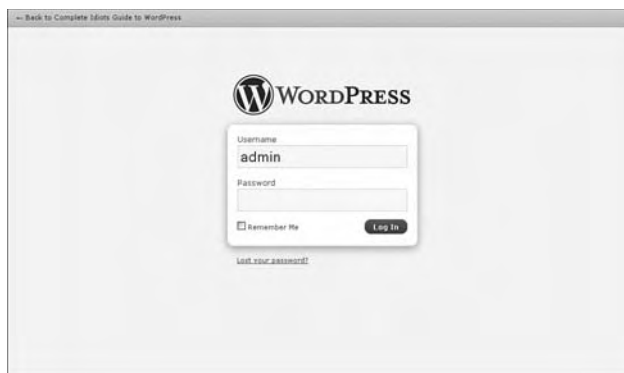 ← Back to Complete Idiots Guide to WordPress
WORDPRESS
Username
admin
Password
Remember Me
Log In
Lost your password?